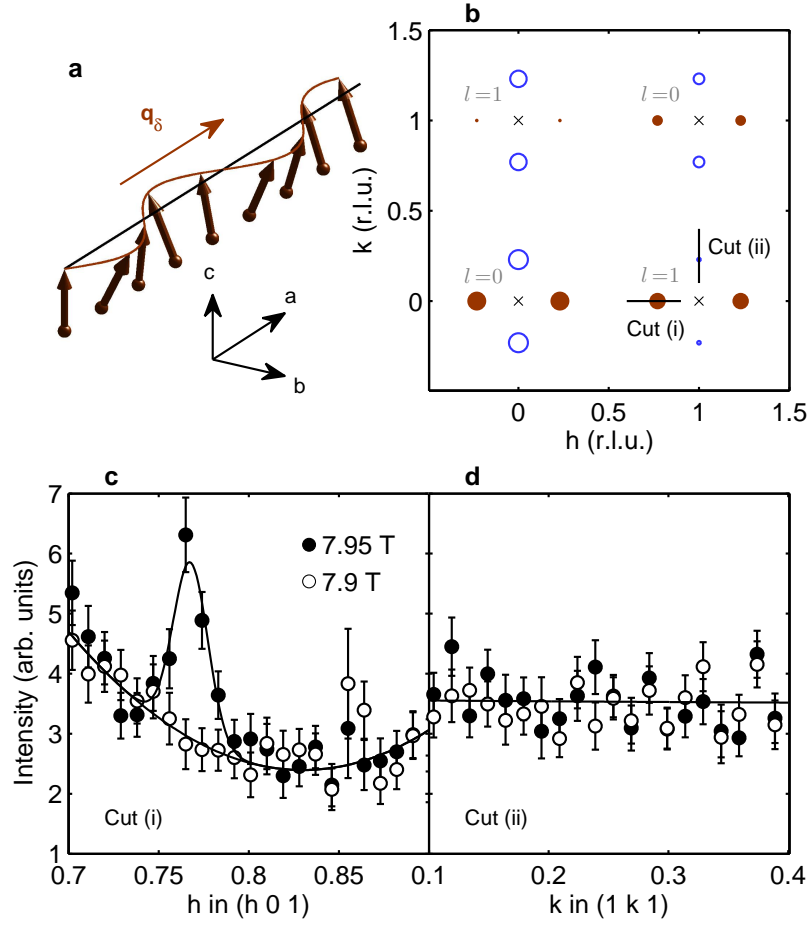 a
q_δ
c
a
b
b
1.5
1
0.5
0
k (r.l.u.)
l=1
l=0
l=0
l=1
Cut (ii)
Cut (i)
0
0.5
1
1.5
h (r.l.u.)
c
d
7
6
5
4
3
2
1
Intensity (arb. units)
7.95 T
7.9 T
Cut (i)
Cut (ii)
0.7
0.75
0.8
0.85
0.1
0.2
0.3
0.4
h in (h 0 1)
k in (1 k 1)